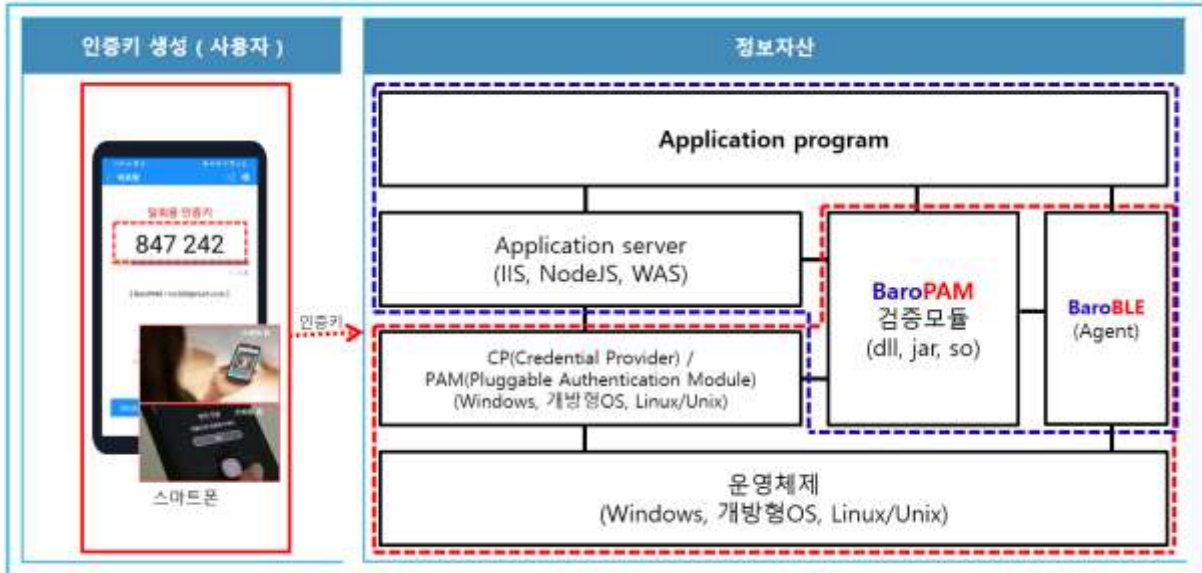 인증키 생성 ( 사용자 )
일회용 인증키
847 242
스마트폰
인증키
정보자산
Application program
Application server
(IIS, NodeJS, WAS)
CP(Credential Provider) /
PAM(Pluggable Authentication Module)
(Windows, 개방형OS, Linux/Unix)
BaroPAM
검증모듈
(dll, jar, so)
BaroBLE
(Agent)
운영체제
(Windows, 개방형OS, Linux/Unix)